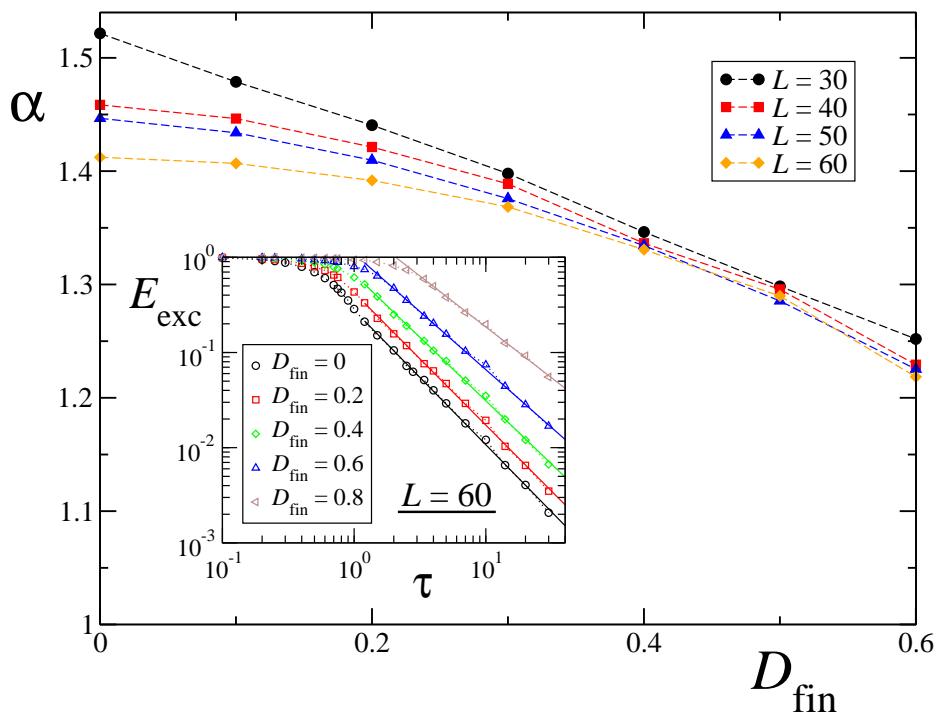 α
1.5
1.4
1.3
1.2
1.1
1
0
0.2
0.4
0.6
D_fin
L = 30
L = 40
L = 50
L = 60
E_exc
10^0
10^-1
10^-2
10^-3
D_fin = 0
D_fin = 0.2
D_fin = 0.4
D_fin = 0.6
D_fin = 0.8
L = 60
10^-1
10^0
10^1
τ